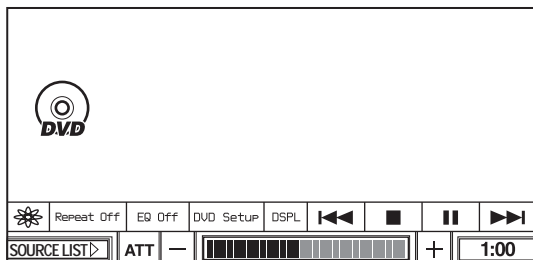 DVD
Repeat Off EQ Off DVD Setup DSPL
SOURCE LIST ATT — + 1:00